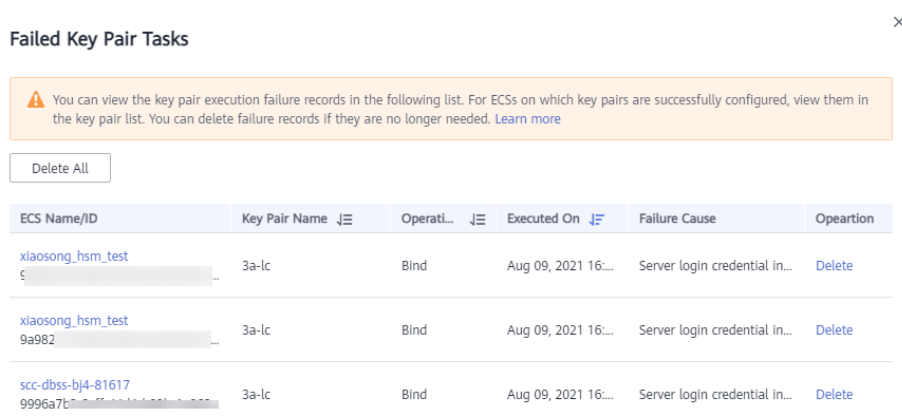 Failed Key Pair Tasks
You can view the key pair execution failure records in the following list. For ECSs on which key pairs are successfully configured, view them in
the key pair list. You can delete failure records if they are no longer needed. Learn more
Delete All
ECS Name/ID Key Pair Name Operati... Executed On Failure Cause Opeartion
xiaosong_hsm_test
3a-lc Bind Aug 09, 2021 16:... Server login credential in... Delete
xiaosong_hsm_test
9a982 ...
3a-lc Bind Aug 09, 2021 16:... Server login credential in... Delete
scc-dbss-bj4-81617
3a-lc Bind Aug 09, 2021 16:... Server login credential in... Delete